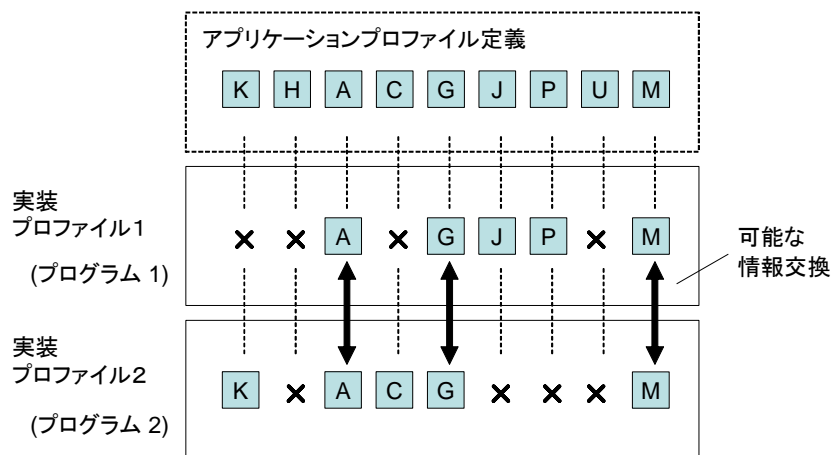 アプリケーションプロファイル定義
K H A C G J P U M
実装
プロファイル1
(プログラム 1)
A G J P M
可能な
情報交換
実装
プロファイル2
(プログラム 2)
K A C G M